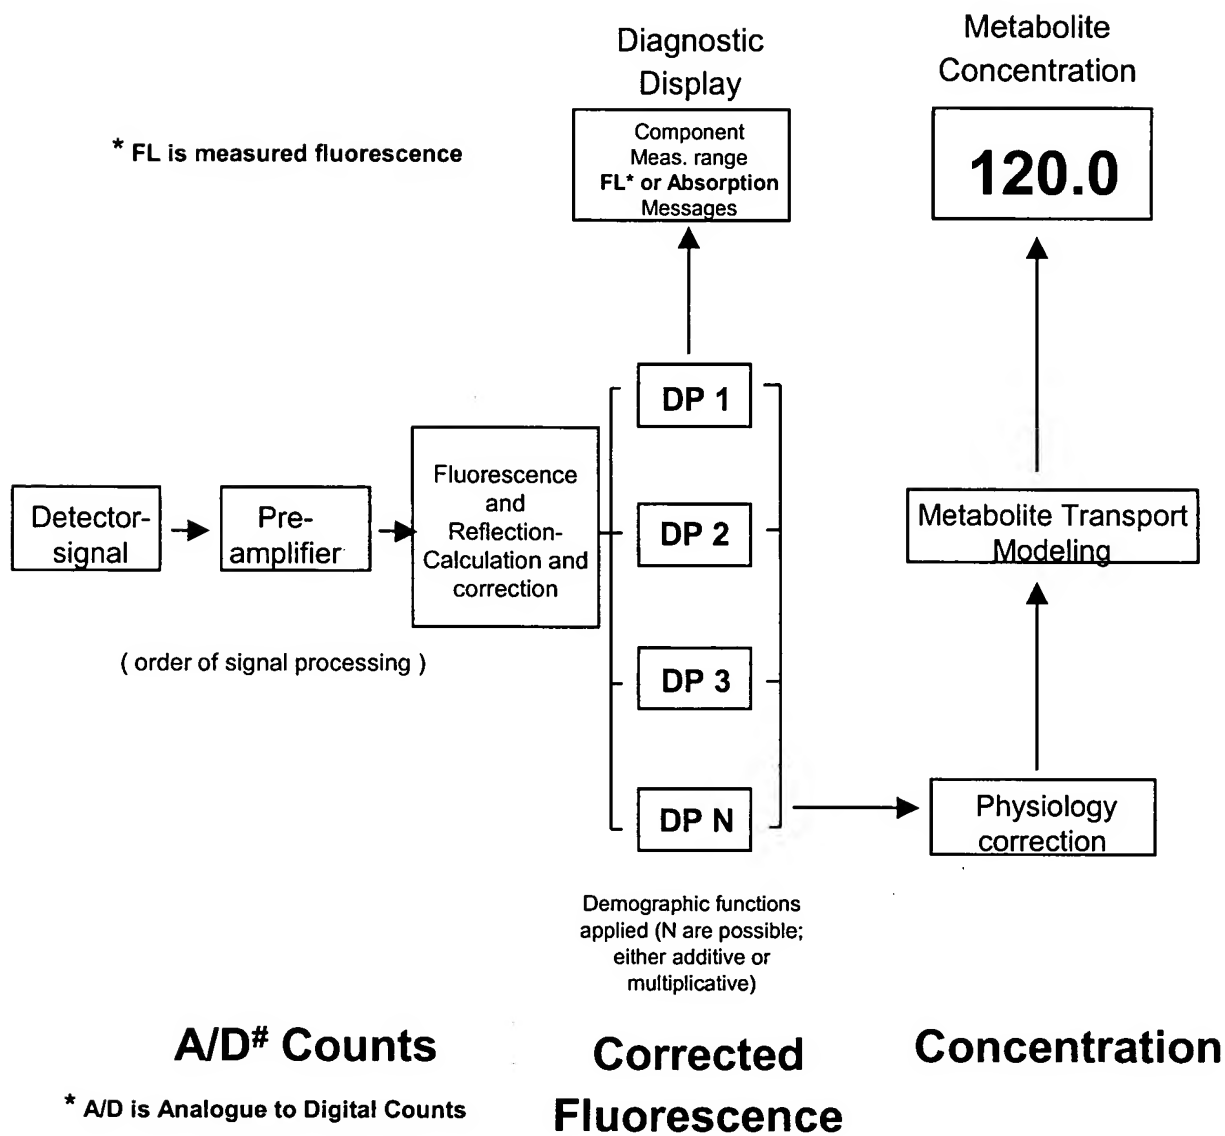 Diagnostic
Display
Metabolite
Concentration
* FL is measured fluorescence
Component
Meas. range
FL* or Absorption
Messages
120.0
DP 1
DP 2
DP 3
DP N
Detector-
signal
Pre-
amplifier
Fluorescence
and
Reflection-
Calculation and
correction
( order of signal processing )
Metabolite Transport
Modeling
Physiology
correction
Demographic functions
applied (N are possible;
either additive or
multiplicative)
A/D# Counts
* A/D is Analogue to Digital Counts
Corrected
Fluorescence
Concentration